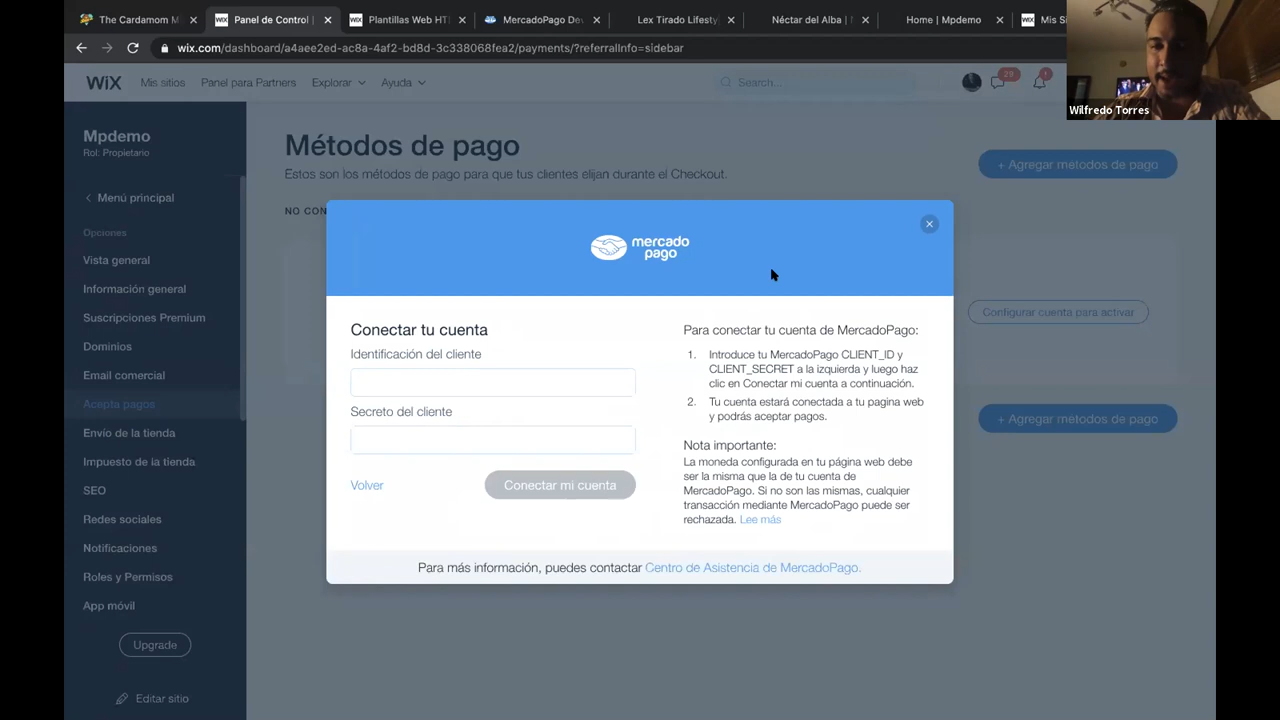 The Cardamom M
Panel de Control |
Plantillas Web HT
MercadoPago Dev
Lex Tirado Lifesty
Néctar del Alba |
Home | Mpdemo
Mis Si
wix.com/dashboard/a4aee2ed-ac8a-4af2-bd8d-3c338068fea2/payments/?referralInfo=sidebar
WiX
Mis sitios
Panel para Partners
Explorar
Ayuda
Search...
29
1
Wilfredo Torres
Mpdemo
Rol: Propietario
Menú principal
Opciones
Vista general
Información general
Suscripciones Premium
Dominios
Email comercial
Acepta pagos
Envío de la tienda
Impuesto de la tienda
SEO
Redes sociales
Notificaciones
Roles y Permisos
App móvil
Upgrade
Editar sitio
Métodos de pago
Estos son los métodos de pago para que tus clientes elijan durante el Checkout.
+ Agregar métodos de pago
NO CON
Configurar cuenta para activar
+ Agregar métodos de pago
mercado
pago
Conectar tu cuenta
Identificación del cliente
Secreto del cliente
Volver
Conectar mi cuenta
Para conectar tu cuenta de MercadoPago:
1. Introduce tu MercadoPago CLIENT_ID y
CLIENT_SECRET a la izquierda y luego haz
clic en Conectar mi cuenta a continuación.
2. Tu cuenta estará conectada a tu pagina web
y podrás aceptar pagos.
Nota importante:
La moneda configurada en tu página web debe
ser la misma que la de tu cuenta de
MercadoPago. Si no son las mismas, cualquier
transacción mediante MercadoPago puede ser
rechazada. Lee más
Para más información, puedes contactar Centro de Asistencia de MercadoPago.